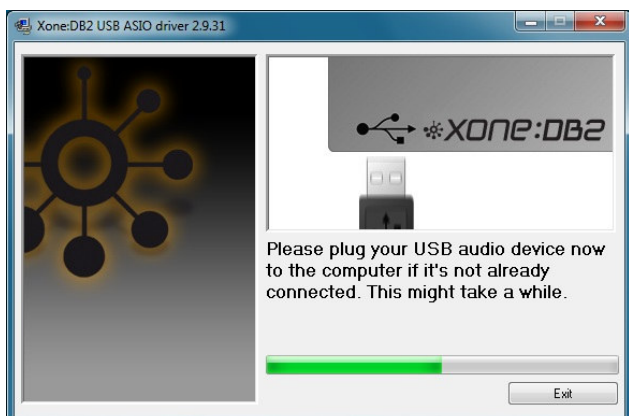 Xone:DB2 USB ASIO driver 2.9.31
XONE:DB2
Please plug your USB audio device now
to the computer if it's not already
connected. This might take a while.
Exit